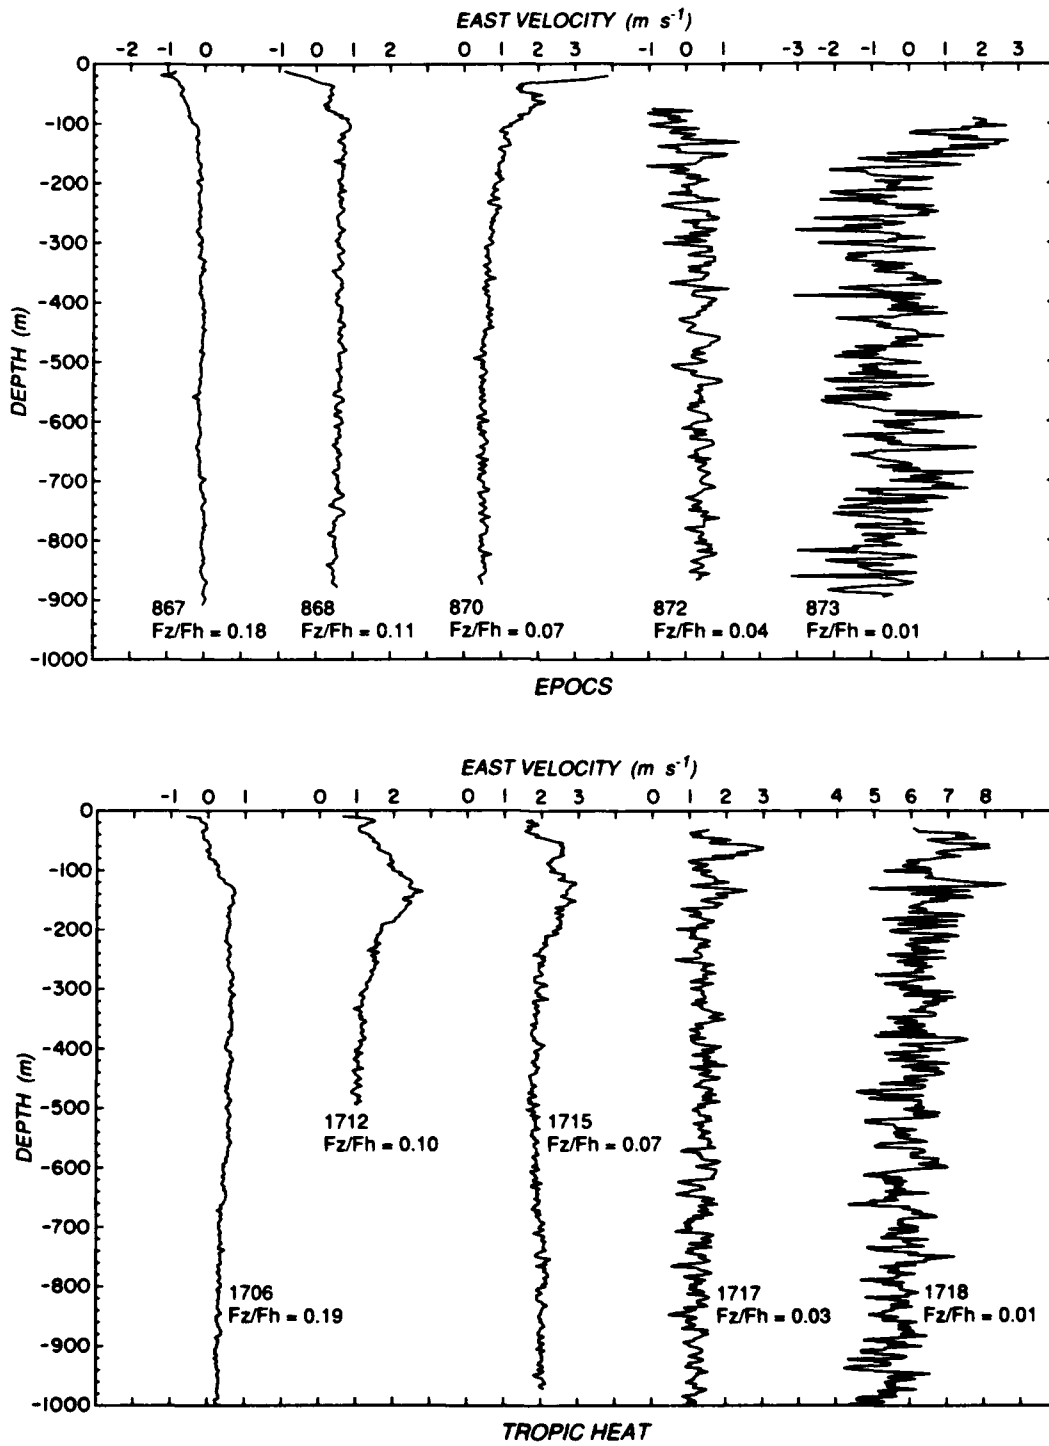 EAST VELOCITY (m s⁻¹)
-2 -1 0 -1 0 1 0 1 2 -1 0 1 -3 -2 -1 0 1 2 3
0
-100
-200
-300
-400
-500
-600
-700
-800
-900
-1000
DEPTH (m)
867
Fz/Fh = 0.18
868
Fz/Fh = 0.11
870
Fz/Fh = 0.07
872
Fz/Fh = 0.04
873
Fz/Fh = 0.01
EPOCS
EAST VELOCITY (m s⁻¹)
-1 0 1 0 1 2 0 1 2 3 0 1 2 3 4 5 6 7 8
0
-100
-200
-300
-400
-500
-600
-700
-800
-900
-1000
DEPTH (m)
1712
Fz/Fh = 0.10
1715
Fz/Fh = 0.07
1706
Fz/Fh = 0.19
1717
Fz/Fh = 0.03
1718
Fz/Fh = 0.01
TROPIC HEAT